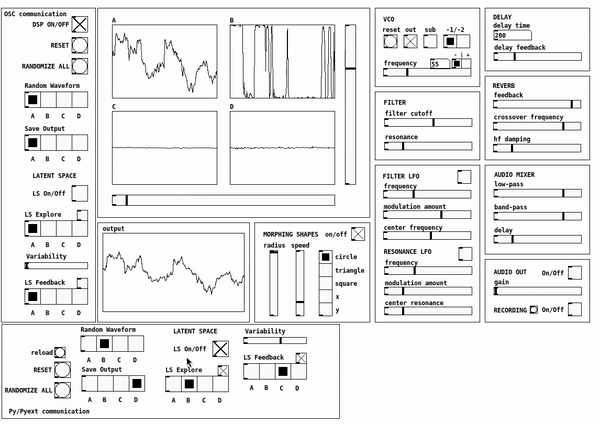 OSC communication
DSP ON/OFF
RESET
RANDOMIZE ALL
Random Waveform
A B C D
Save Output
A B C D
LATENT SPACE
LS On/Off
LS Explore
A B C D
Variability
LS Feedback
A B C D
A
B
C
D
output
MORPHING SHAPES on/off
radius speed
circle
triangle
square
x
y
VCO
reset out sub -1/-2
- | +
frequency 55
FILTER
filter cutoff
resonance
FILTER LFO
frequency
modulation amount
center frequency
RESONANCE LFO
frequency
modulation amount
center resonance
DELAY
delay time
200
delay feedback
REVERB
feedback
crossover frequency
hf damping
AUDIO MIXER
low-pass
band-pass
delay
AUDIO OUT On/Off
gain
RECORDING On/Off
Random Waveform
A B C D
reload
RESET
RANDOMIZE ALL
Save Output
A B C D
LATENT SPACE
LS On/Off
LS Explore
A B C D
Variability
LS Feedback
A B C D
Py/Pyext communication